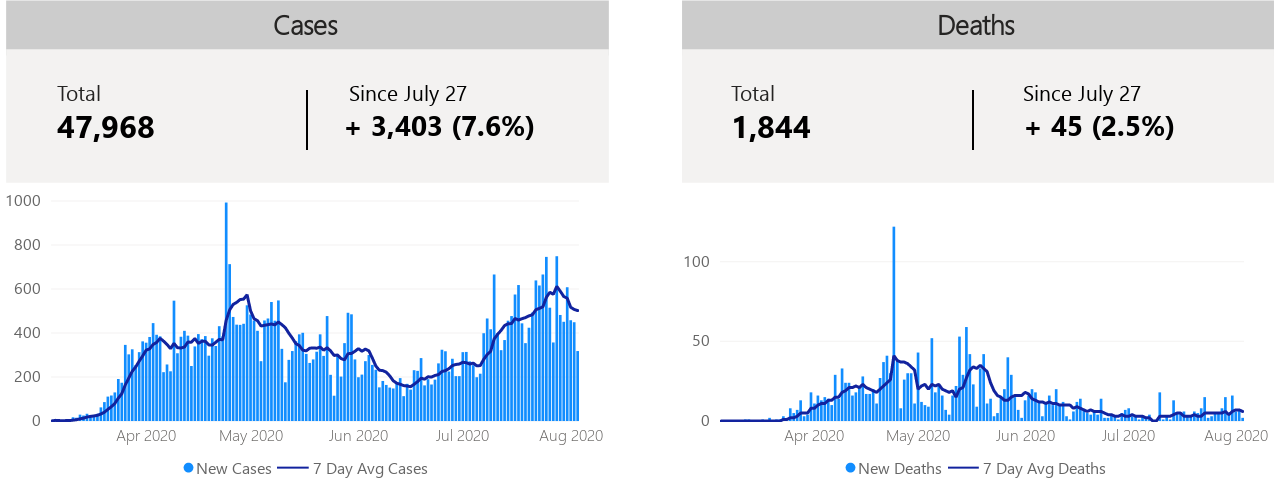 Cases
Total
Since July 27
47,968
+ 3,403 (7.6%)
1000
800
600
400
200
0
Apr 2020 May 2020 Jun 2020 Jul 2020 Aug 2020
New Cases 7 Day Avg Cases
Deaths
Total
Since July 27
1,844
+ 45 (2.5%)
100
50
0
Apr 2020 May 2020 Jun 2020 Jul 2020 Aug 2020
New Deaths 7 Day Avg Deaths